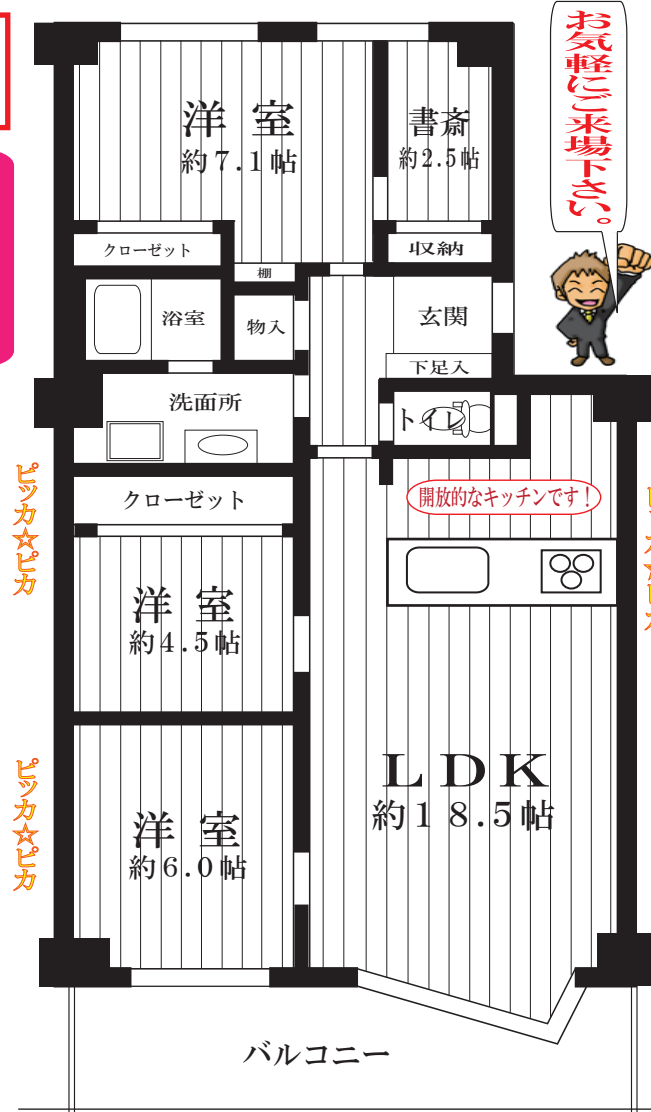 お気軽にご来場下さい。
洋室
約7.1帖
書斎
約2.5帖
クローゼット
棚
収納
浴室
物入
玄関
下足入
洗面所
トイレ
クローゼット
開放的なキッチンです!
ピッカ☆ピカ
洋室
約4.5帖
LDK
約18.5帖
ピッカ☆ピカ
洋室
約6.0帖
バルコニー